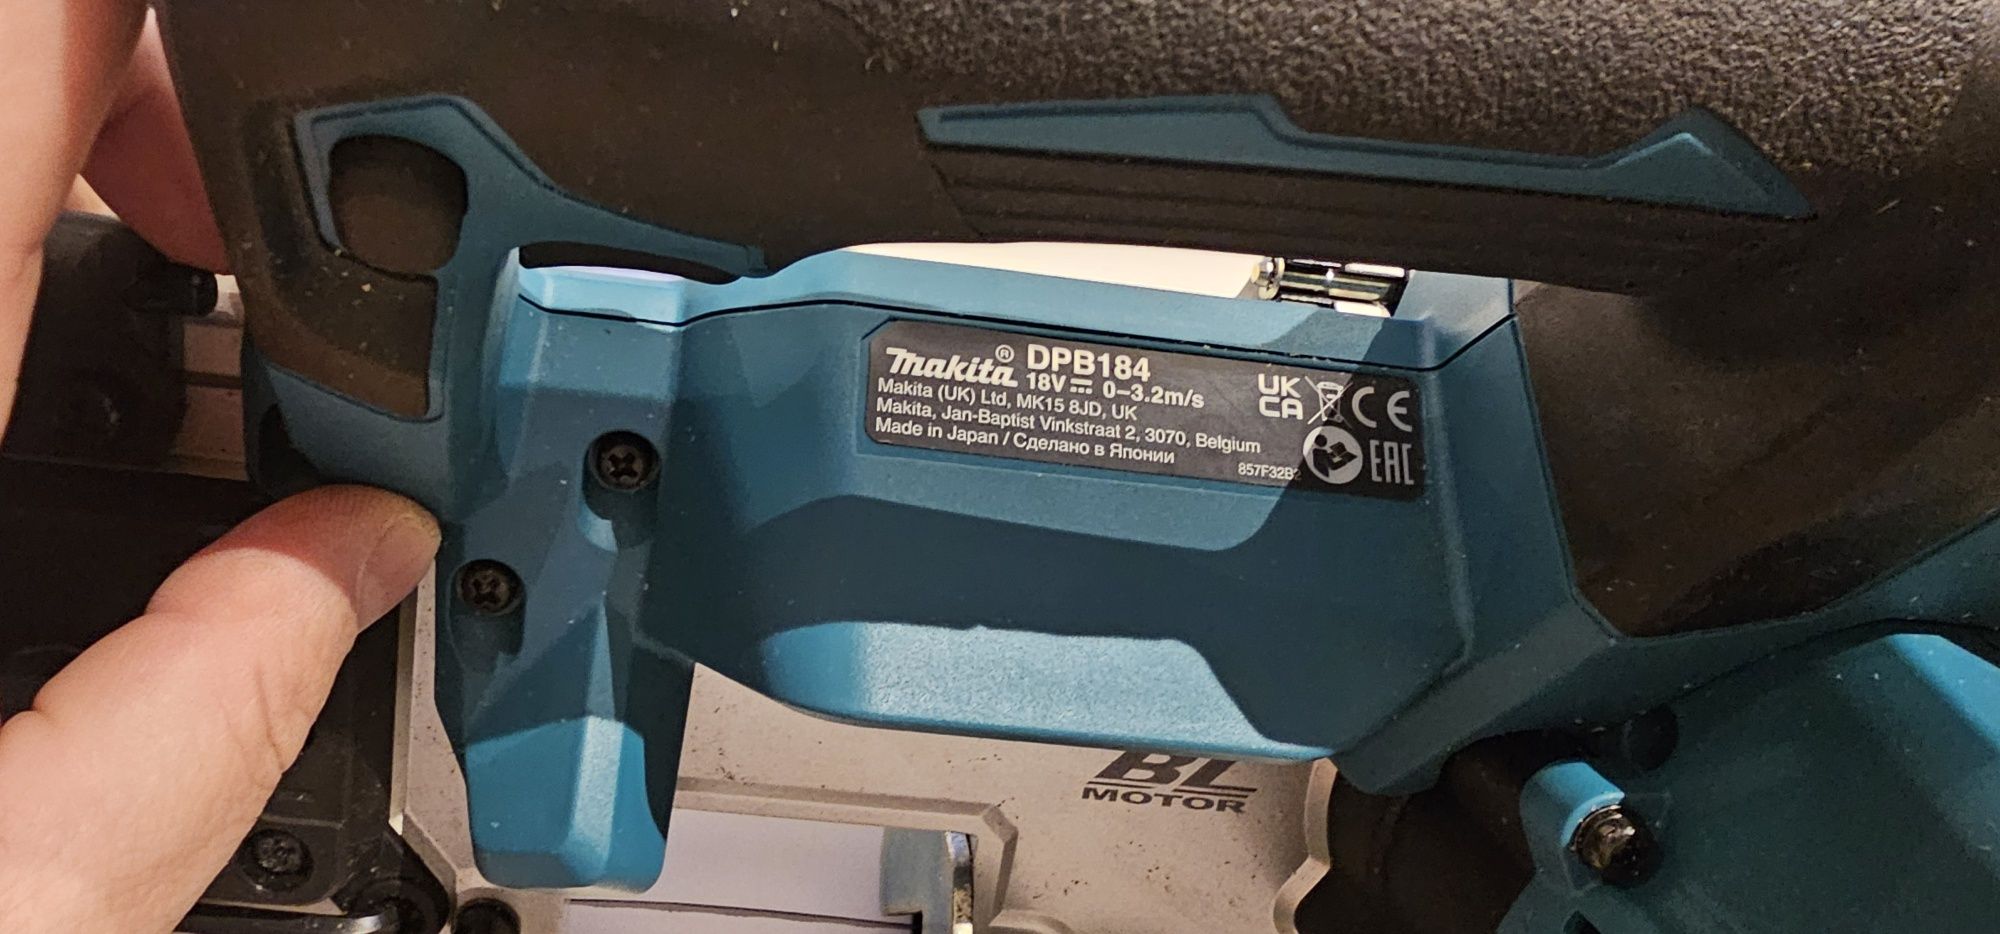 Makita® DPB184
18V 0–3.2m/s
Makita (UK) Ltd, MK15 8JD, UK
Makita, Jan-Baptist Vinkstraat 2, 3070, Belgium
Made in Japan / Сделано в Японии
857F32B2
UK
CA
CE
EAC
BL
MOTOR